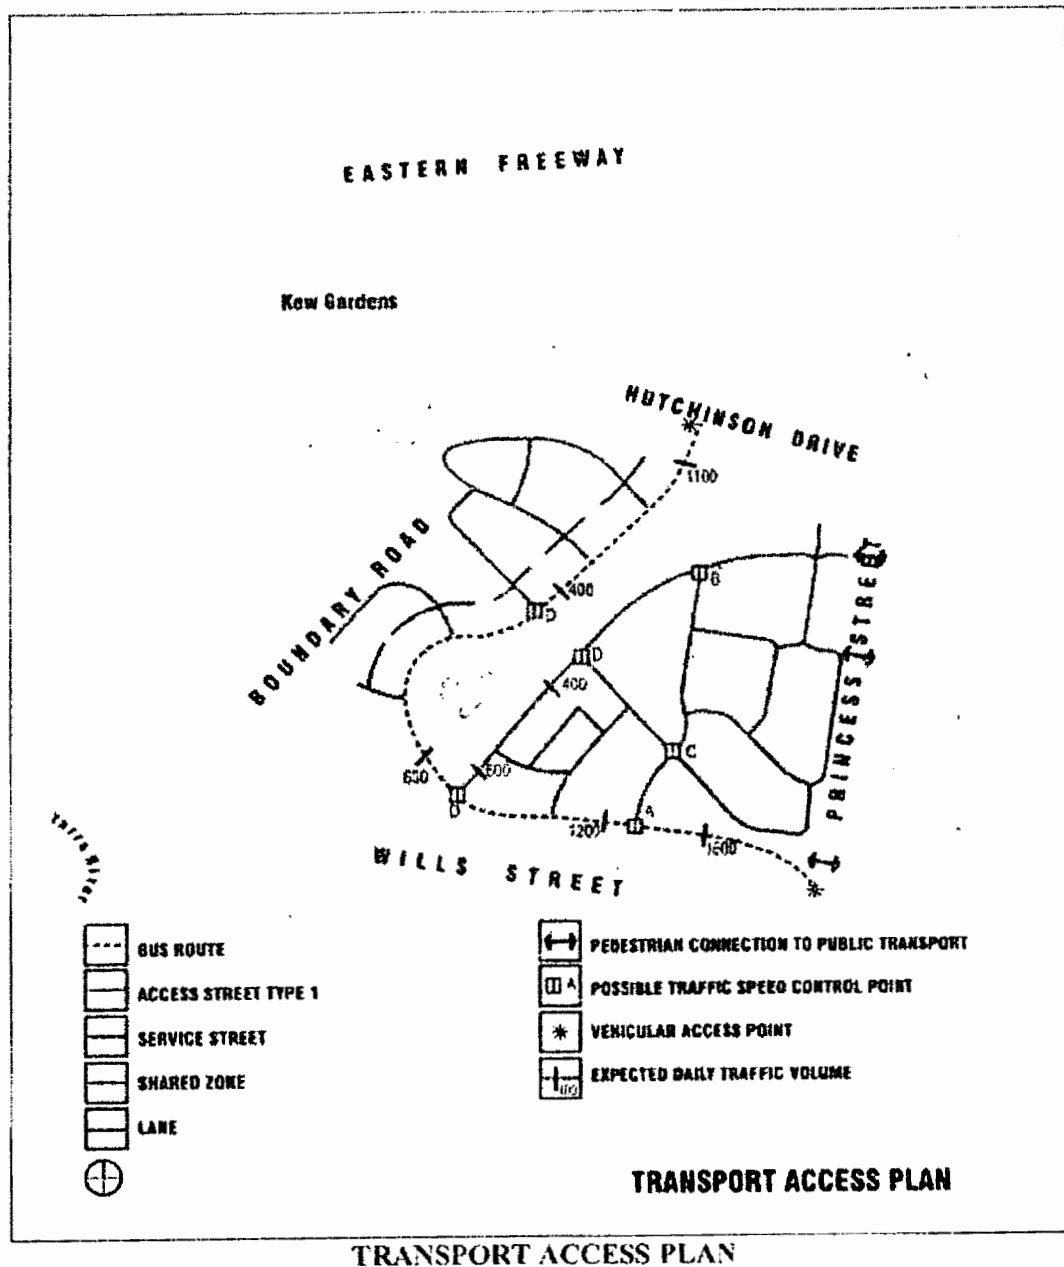 EASTERN FREEWAY
Kew Gardens
HUTCHINSON DRIVE
1100
BOUNDARY ROAD
400
D
B
PRINCESS STREET
D
400
C
600
D
A
1200
Yarra River
WILLS STREET
BUS ROUTE
ACCESS STREET TYPE 1
SERVICE STREET
SHARED ZONE
LANE
PEDESTRIAN CONNECTION TO PUBLIC TRANSPORT
A POSSIBLE TRAFFIC SPEED CONTROL POINT
VEHICULAR ACCESS POINT
EXPECTED DAILY TRAFFIC VOLUME
TRANSPORT ACCESS PLAN
TRANSPORT ACCESS PLAN